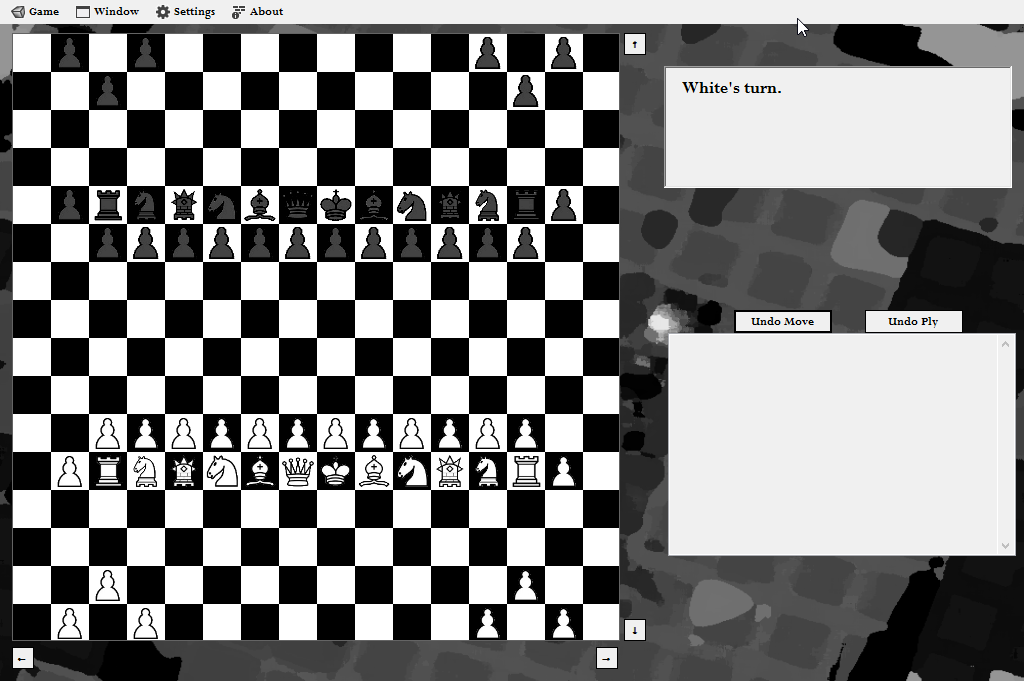 Game Window Settings About
↑
White's turn.
Undo Move Undo Ply
↓
← →